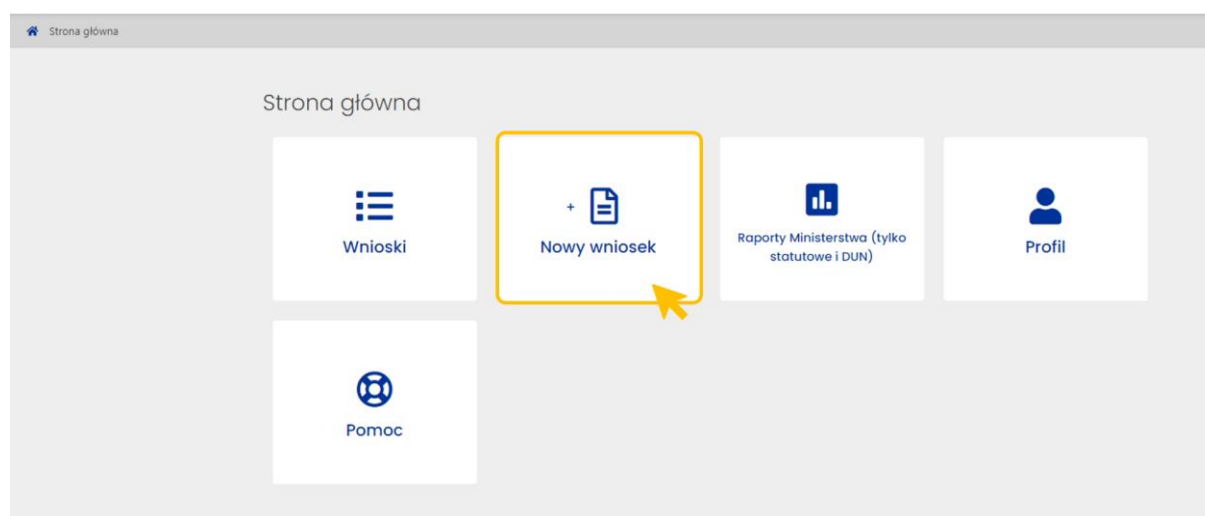 Strona główna
Strona główna
Wnioski
+
Nowy wniosek
Raporty Ministerstwa (tylko
statutowe i DUN)
Profil
Pomoc